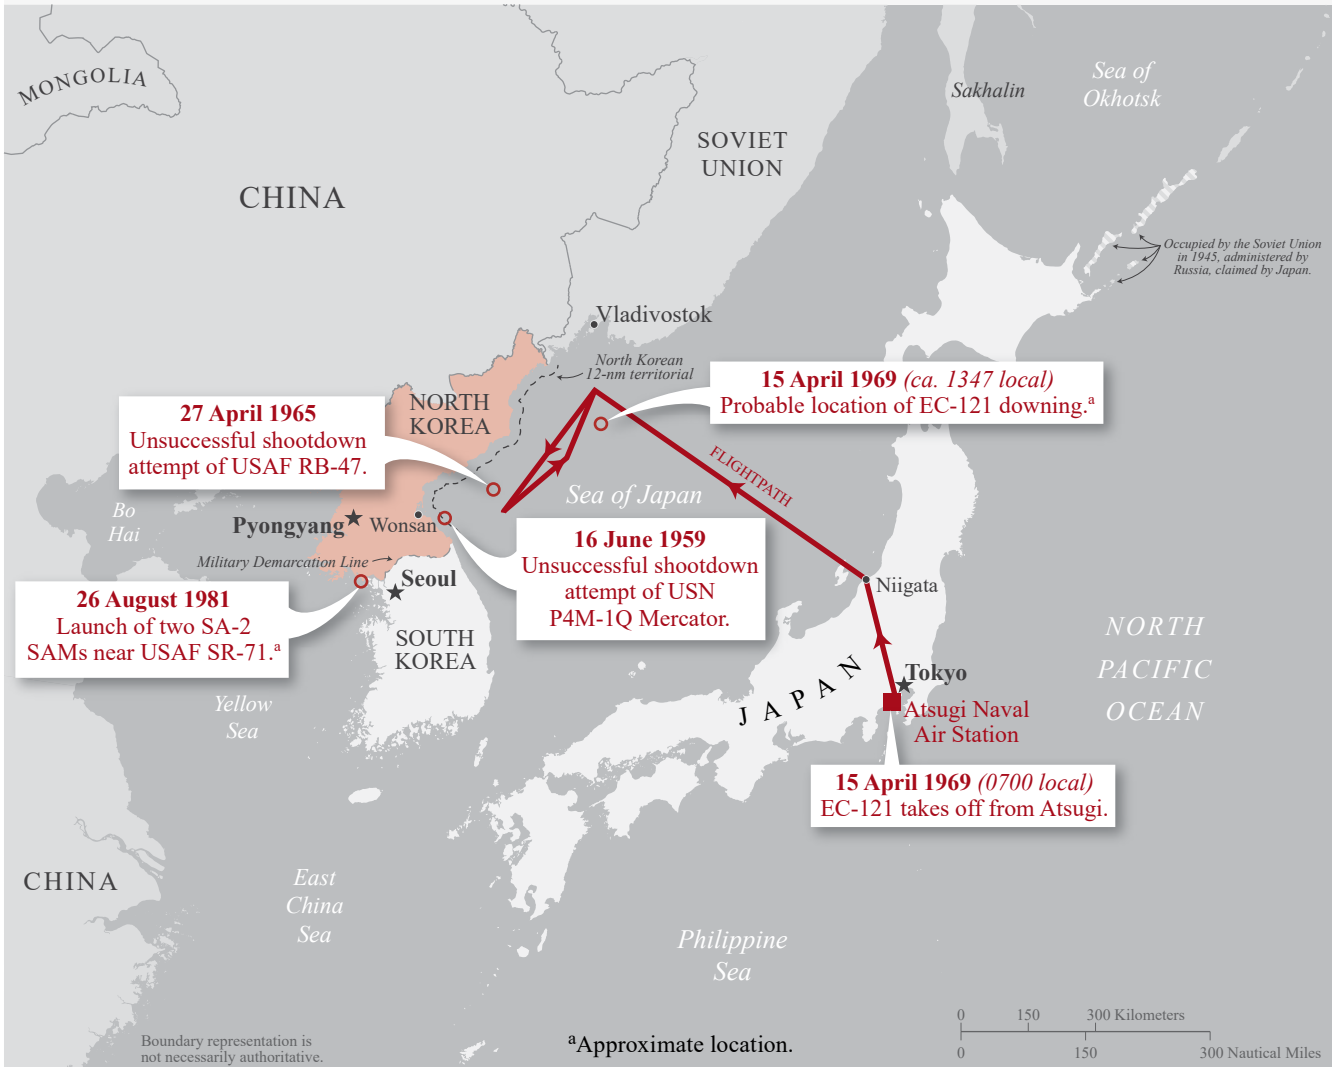 MONGOLIA
Sakhalin
Sea of
Okhotsk
SOVIET
UNION
CHINA
Occupied by the Soviet Union
in 1945, administered by
Russia, claimed by Japan.
Vladivostok
North Korean
12-nm territorial
15 April 1969 (ca. 1347 local)
Probable location of EC-121 downing.ᵃ
NORTH
KOREA
27 April 1965
Unsuccessful shootdown
attempt of USAF RB-47.
FLIGHTPATH
Sea of Japan
Bo
Hai
Pyongyang
Wonsan
16 June 1959
Unsuccessful shootdown
attempt of USN
P4M-1Q Mercator.
Military Demarcation Line
Seoul
Niigata
26 August 1981
Launch of two SA-2
SAMs near USAF SR-71.ᵃ
SOUTH
KOREA
NORTH
PACIFIC
OCEAN
JAPAN
Tokyo
Atsugi Naval
Air Station
Yellow
Sea
15 April 1969 (0700 local)
EC-121 takes off from Atsugi.
CHINA
East
China
Sea
Philippine
Sea
0 150 300 Kilometers
0 150 300 Nautical Miles
Boundary representation is
not necessarily authoritative.
ᵃApproximate location.